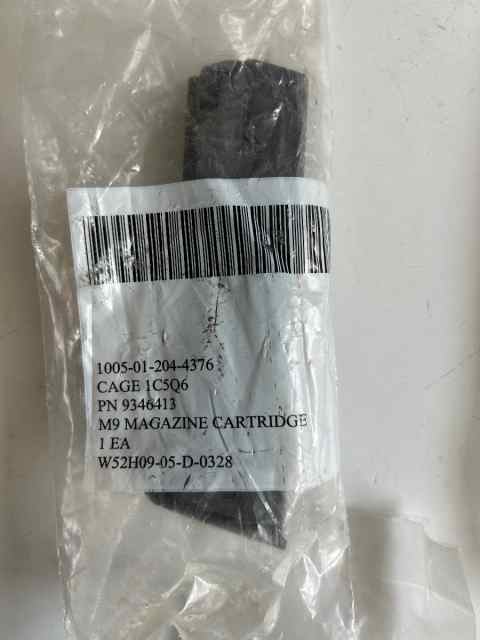 1005-01-204-4376
CAGE 1C5Q6
PN 9346413
M9 MAGAZINE CARTRIDGE
1 EA
W52H09-05-D-0328